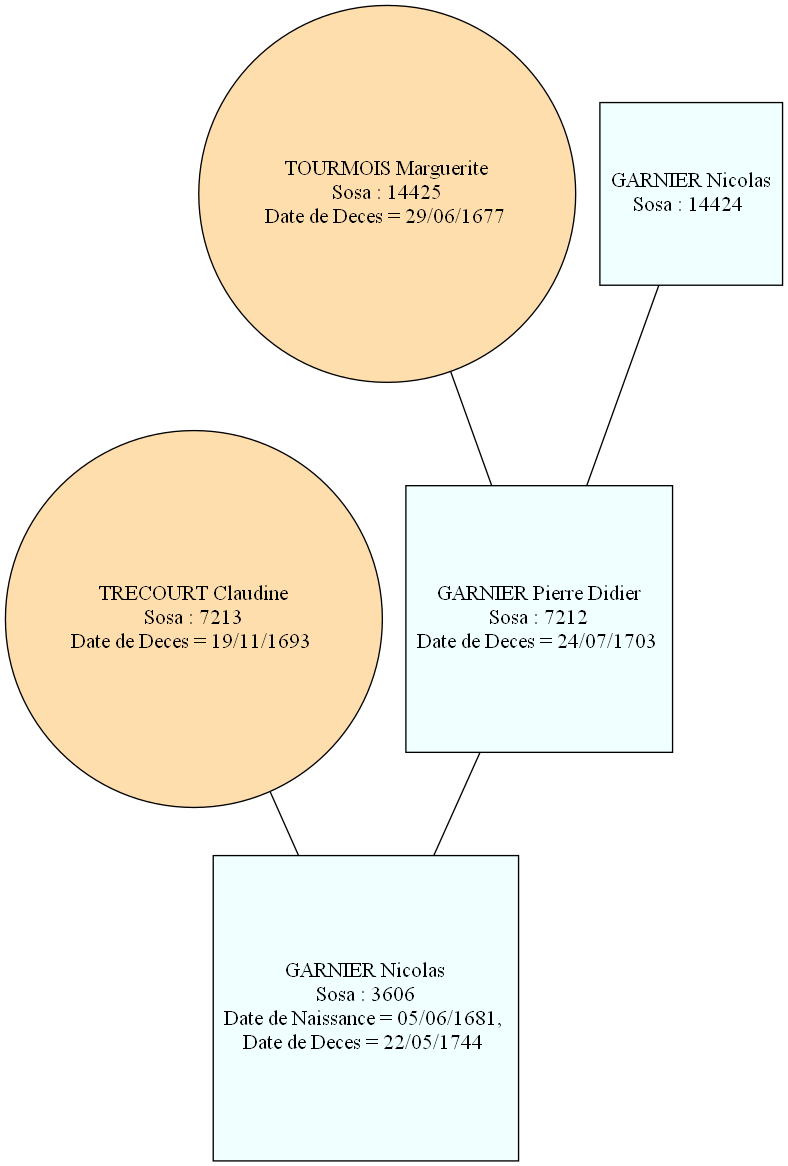 TOURMOIS Marguerite
Sosa : 14425
Date de Deces = 29/06/1677
GARNIER Nicolas
Sosa : 14424
TRECOURT Claudine
Sosa : 7213
Date de Deces = 19/11/1693
GARNIER Pierre Didier
Sosa : 7212
Date de Deces = 24/07/1703
GARNIER Nicolas
Sosa : 3606
Date de Naissance = 05/06/1681,
Date de Deces = 22/05/1744